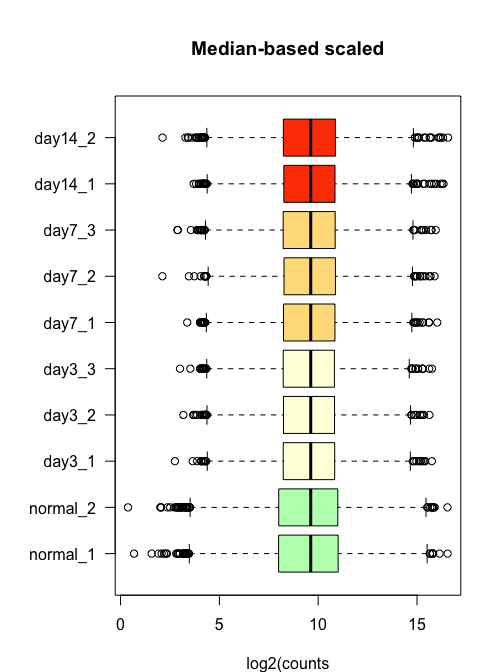 Median-based scaled
day14_2
day14_1
day7_3
day7_2
day7_1
day3_3
day3_2
day3_1
normal_2
normal_1
0 5 10 15
log2(counts